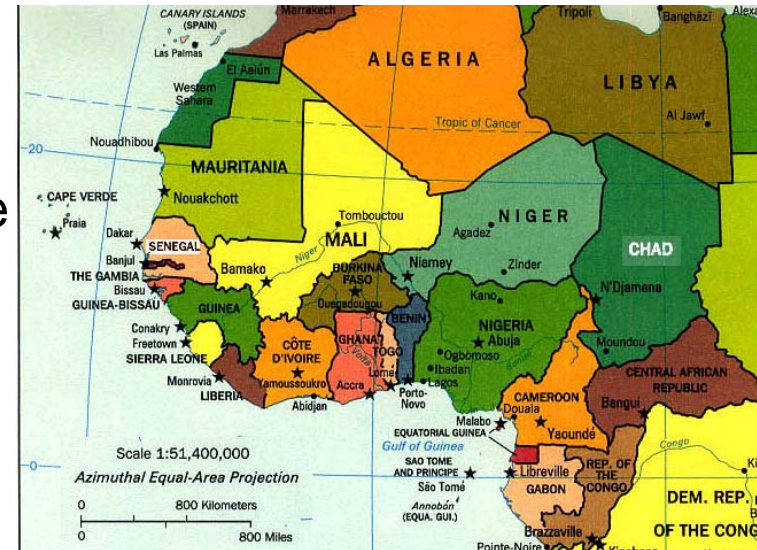 CANARY ISLANDS
(SPAIN)
Las Palmas
Marrakech
Tripoli
Banghāzī
El Aaiún
Western
Sahara
ALGERIA
LIBYA
Al Jawf
Tropic of Cancer
Nouadhibou
20
MAURITANIA
Nouakchott
e
CAPE VERDE
Praia
Dakar
SENEGAL
Banjul
THE GAMBIA
Bissau
GUINEA-BISSAU
Tombouctou
MALI
Niger
Bamako
Agadez
NIGER
Zinder
Niamey
CHAD
N'Djamena
Moundou
BURKINA
FASO
Ouagadougou
Kano
NIGERIA
Abuja
Ogbomoso
Ibadan
Lagos
Benue
BENIN
GUINEA
Conakry
Freetown
SIERRA LEONE
Monrovia
LIBERIA
CÔTE
D'IVOIRE
Yamoussoukro
Abidjan
GHANA
Volta
Accra
TOGO
Lomé
Porto-
Novo
CENTRAL AFRICAN
REPUBLIC
Bangui
CAMEROON
Douala
Yaoundé
Malabo
EQUATORIAL GUINEA
Gulf of Guinea
SAO TOME
AND PRINCIPE
São Tomé
Annobón
(EQUA. GUI.)
Libreville
GABON
REP. OF
THE
CONGO
Congo
DEM. REP.
OF THE CONG
Brazzaville
Pointe-Noire
0
Scale 1:51,400,000
Azimuthal Equal-Area Projection
0 800 Kilometers
0 800 Miles